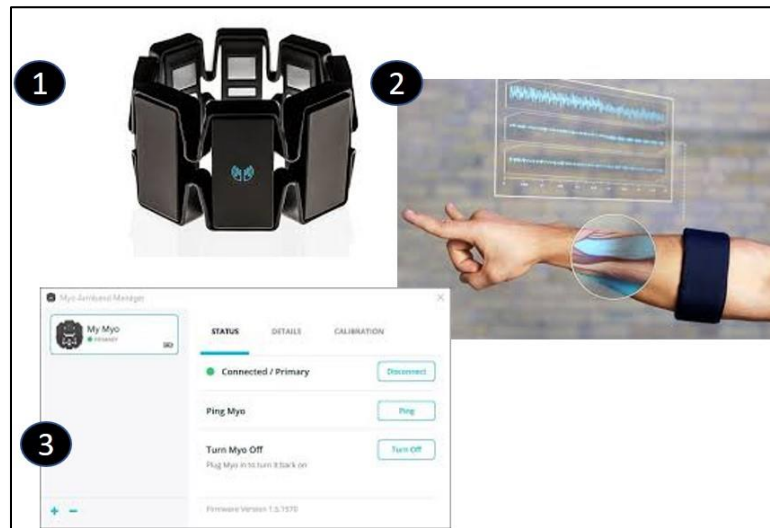 1
2
Myo Armband Manager
My Myo
PRIMARY
STATUS DETAILS CALIBRATION
Connected / Primary Disconnect
Ping Myo Ping
3
Turn Myo Off Turn Off
Plug Myo in to turn it back on
Firmware Version 1.5.1970